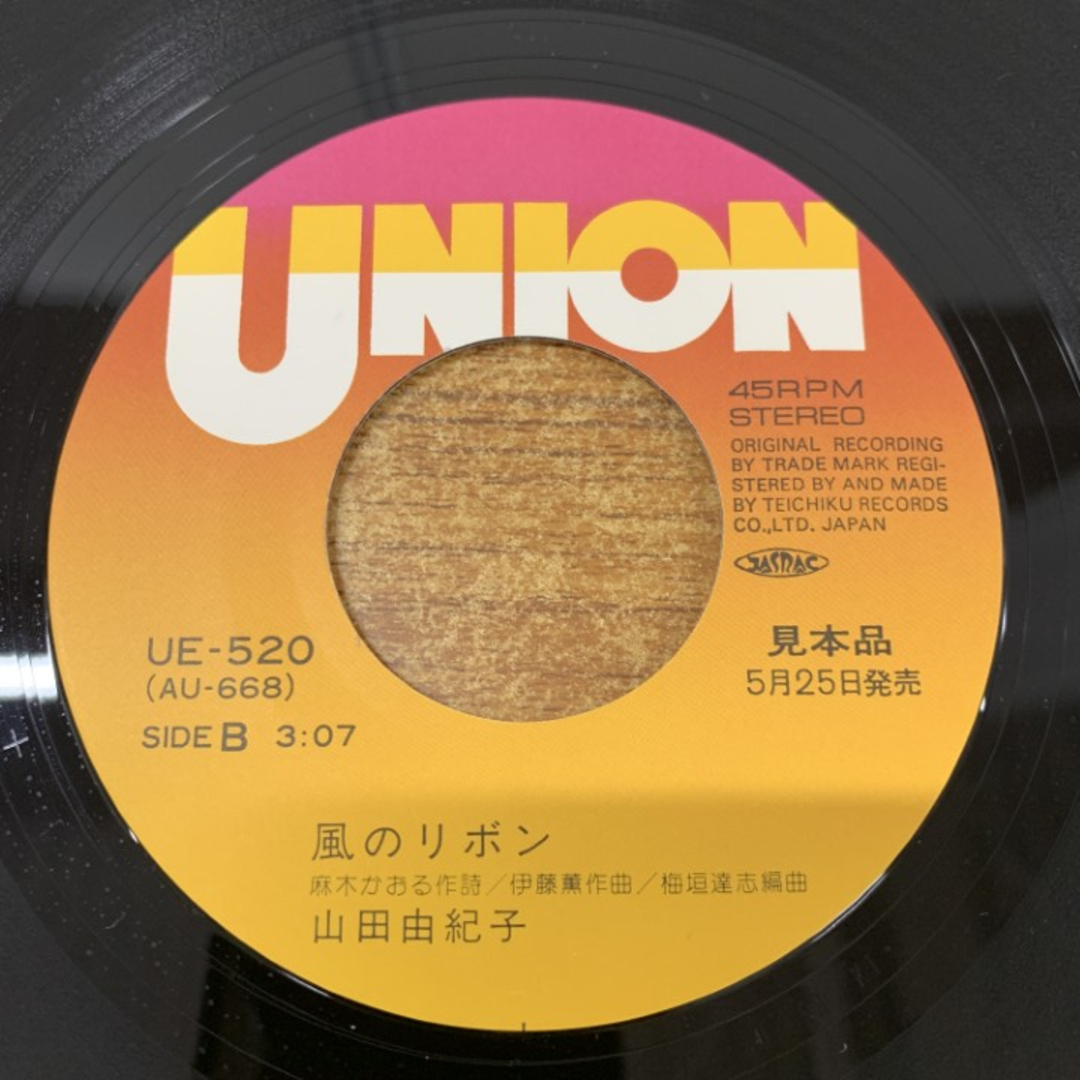 UNION
45RPM
STEREO
ORIGINAL RECORDING
BY TRADE MARK REGI-
STERED BY AND MADE
BY TEICHIKU RECORDS
CO.,LTD. JAPAN
JASRAC
見本品
5月25日発売
UE-520
(AU-668)
SIDE B 3:07
風のリボン
麻木かおる作詩/伊藤薫作曲/梅垣達志編曲
山田由紀子